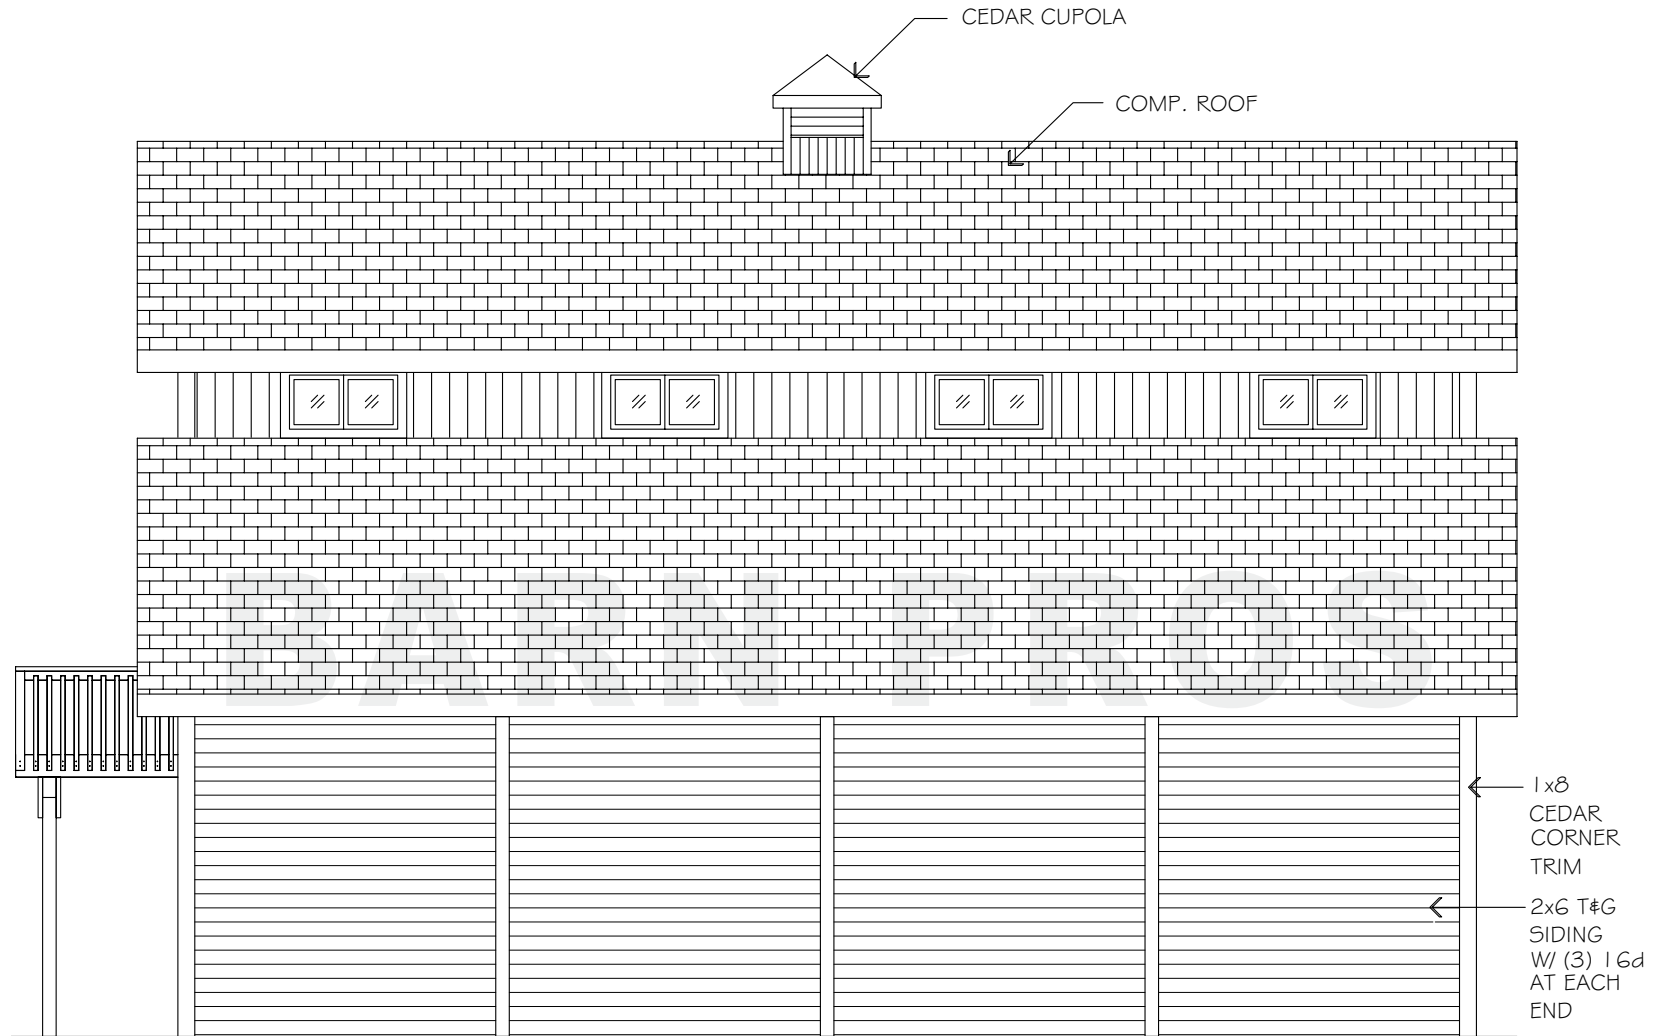 CEDAR CUPOLA
COMP. ROOF
BARN PROS
1x8
CEDAR
CORNER
TRIM
2x6 T&G
SIDING
W/ (3) 16d
AT EACH
END